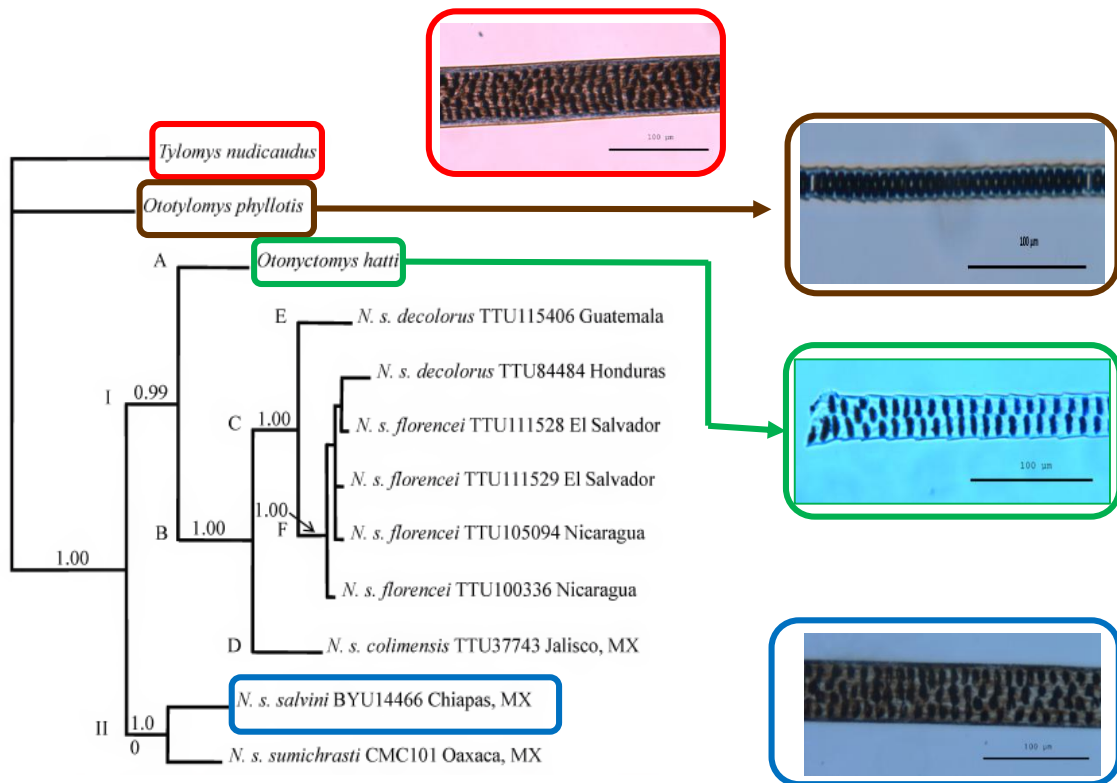 100 µm
Tylomys nudicaudus
Ototylomys phyllotis
100 µm
A
Otonyctomys hatti
E
N. s. decolorus TTU115406 Guatemala
N. s. decolorus TTU84484 Honduras
I
0.99
C
1.00
N. s. florencei TTU111528 El Salvador
100 µm
N. s. florencei TTU111529 El Salvador
1.00
B
1.00
F
N. s. florencei TTU105094 Nicaragua
1.00
N. s. florencei TTU100336 Nicaragua
D
N. s. colimensis TTU37743 Jalisco, MX
N. s. salvini BYU14466 Chiapas, MX
II
1.0
0
N. s. sumichrasti CMC101 Oaxaca, MX
100 µm